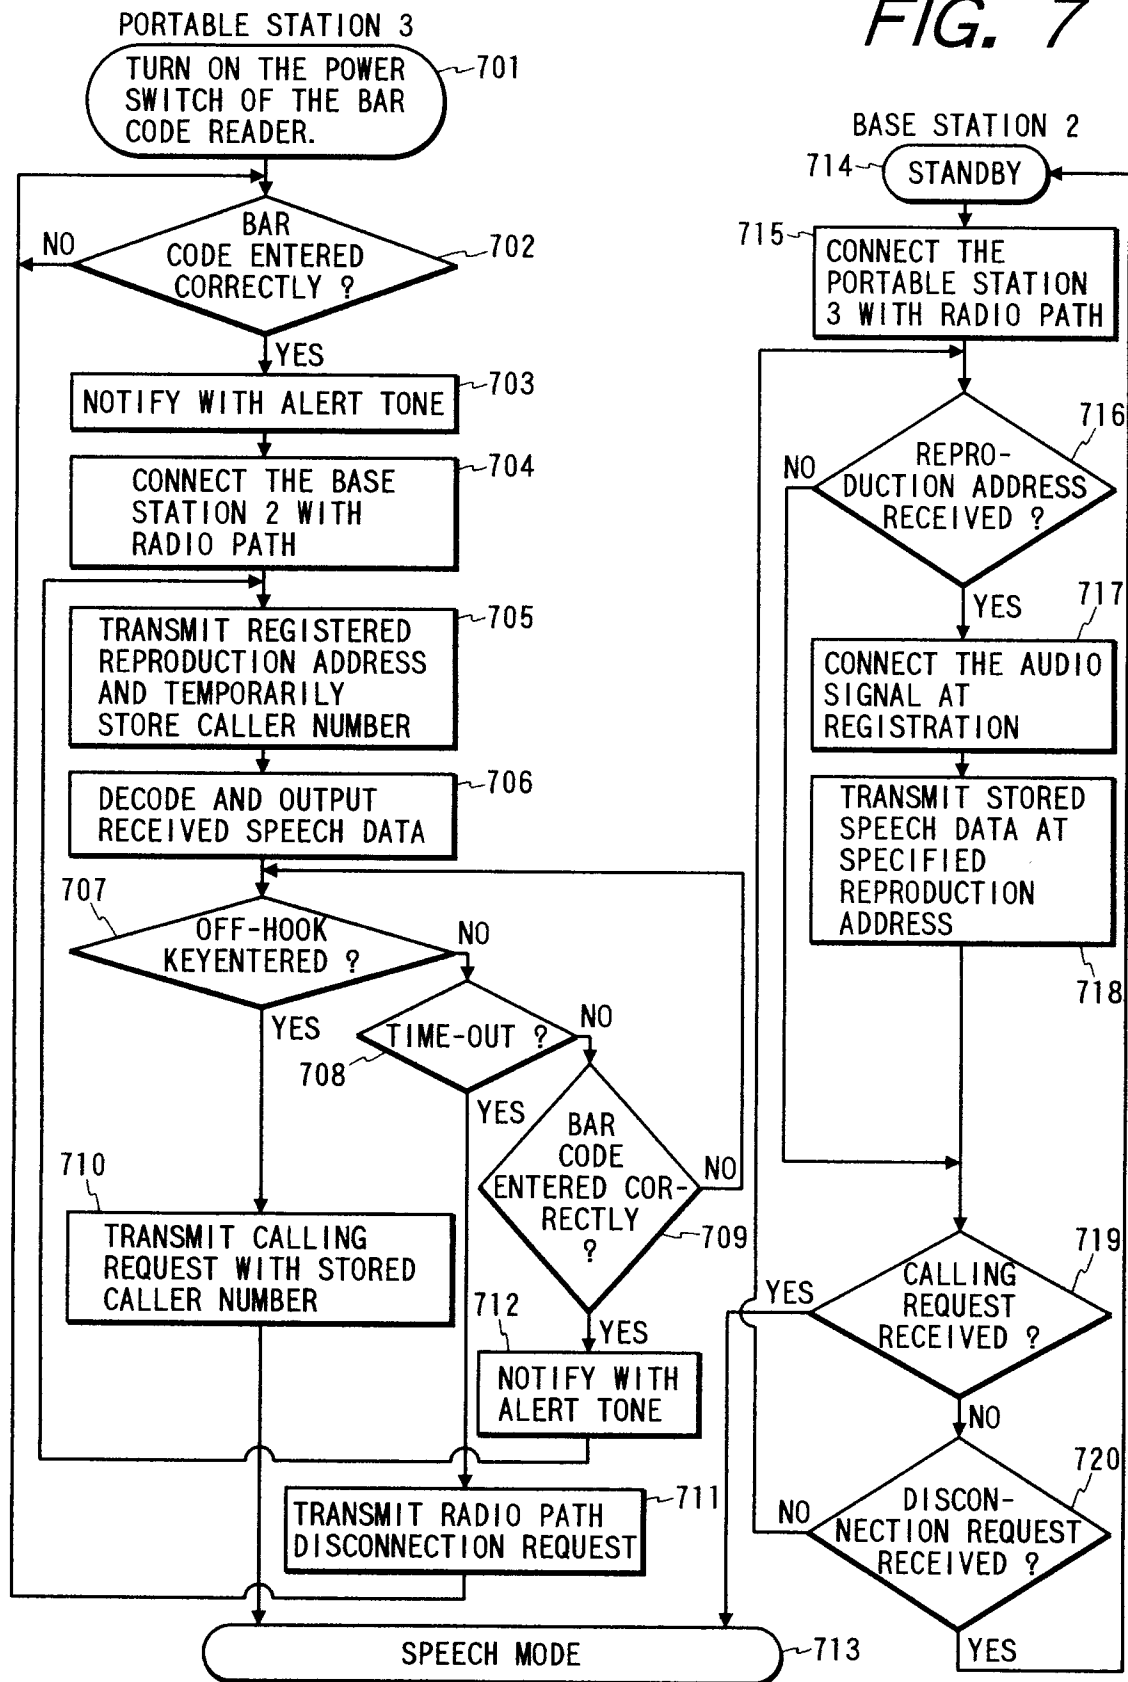 FIG. 7
PORTABLE STATION 3
TURN ON THE POWER
SWITCH OF THE BAR
CODE READER.
701
BAR
CODE ENTERED
CORRECTLY ?
702
NO
YES
NOTIFY WITH ALERT TONE
703
CONNECT THE BASE
STATION 2 WITH
RADIO PATH
704
TRANSMIT REGISTERED
REPRODUCTION ADDRESS
AND TEMPORARILY
STORE CALLER NUMBER
705
DECODE AND OUTPUT
RECEIVED SPEECH DATA
706
707
OFF-HOOK
KEYENTERED ?
NO
YES
TIME-OUT ?
708
NO
YES
BAR
CODE
ENTERED COR-
RECTLY
?
709
NO
YES
710
TRANSMIT CALLING
REQUEST WITH STORED
CALLER NUMBER
712
NOTIFY WITH
ALERT TONE
TRANSMIT RADIO PATH
DISCONNECTION REQUEST
711
SPEECH MODE
713
BASE STATION 2
714
STANDBY
715
CONNECT THE
PORTABLE STATION
3 WITH RADIO PATH
716
REPRO-
DUCTION ADDRESS
RECEIVED ?
NO
YES
717
CONNECT THE AUDIO
SIGNAL AT
REGISTRATION
TRANSMIT STORED
SPEECH DATA AT
SPECIFIED
REPRODUCTION
ADDRESS
718
719
CALLING
REQUEST
RECEIVED ?
YES
NO
720
DISCON-
NECTION REQUEST
RECEIVED ?
NO
YES